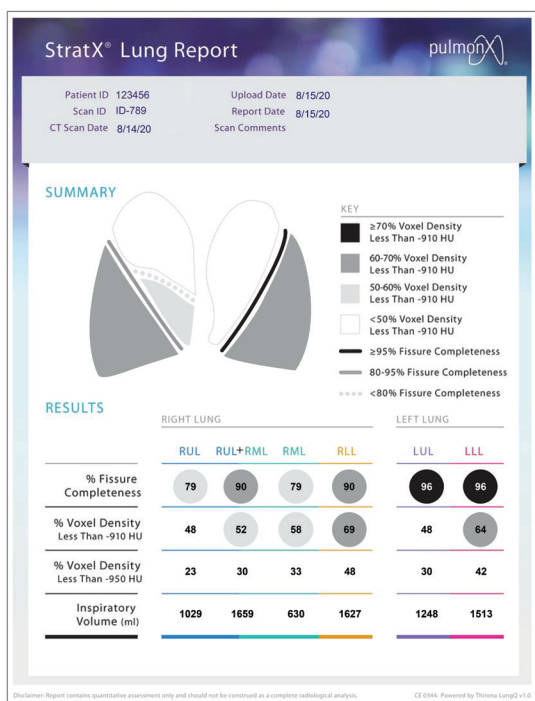 StratX® Lung Report
pulmonX
Patient ID 123456
Scan ID ID-789
CT Scan Date 8/14/20
Upload Date 8/15/20
Report Date 8/15/20
Scan Comments
SUMMARY
KEY
≥70% Voxel Density
Less Than -910 HU
60-70% Voxel Density
Less Than -910 HU
50-60% Voxel Density
Less Than -910 HU
<50% Voxel Density
Less Than -910 HU
≥95% Fissure Completeness
80-95% Fissure Completeness
<80% Fissure Completeness
RESULTS
RIGHT LUNG LEFT LUNG
RUL RUL+RML RML RLL LUL LLL
% Fissure
Completeness
79 90 79 90 96 96
% Voxel Density
Less Than -910 HU
48 52 58 69 48 64
% Voxel Density
Less Than -950 HU
23 30 33 48 30 42
Inspiratory
Volume (ml)
1029 1659 630 1627 1248 1513
Disclaimer: Report contains quantitative assessment only and should not be construed as a complete radiological analysis. CE 0344. Powered by Thirona LungQ v1.0